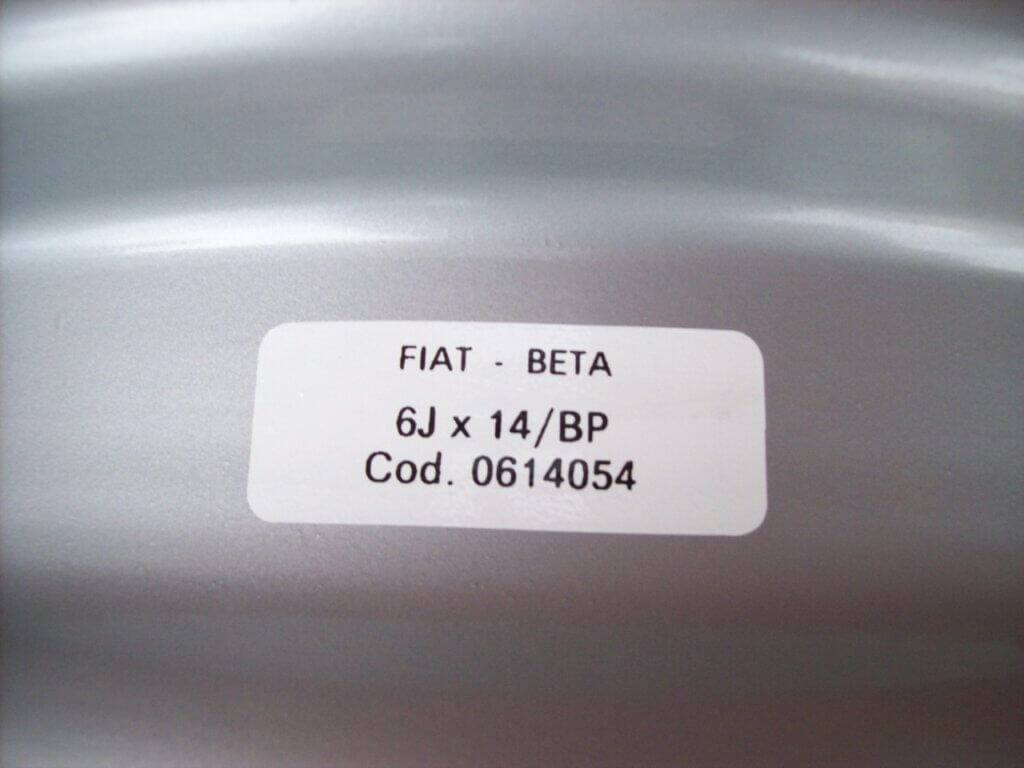 FIAT - BETA
6J x 14/BP
Cod. 0614054